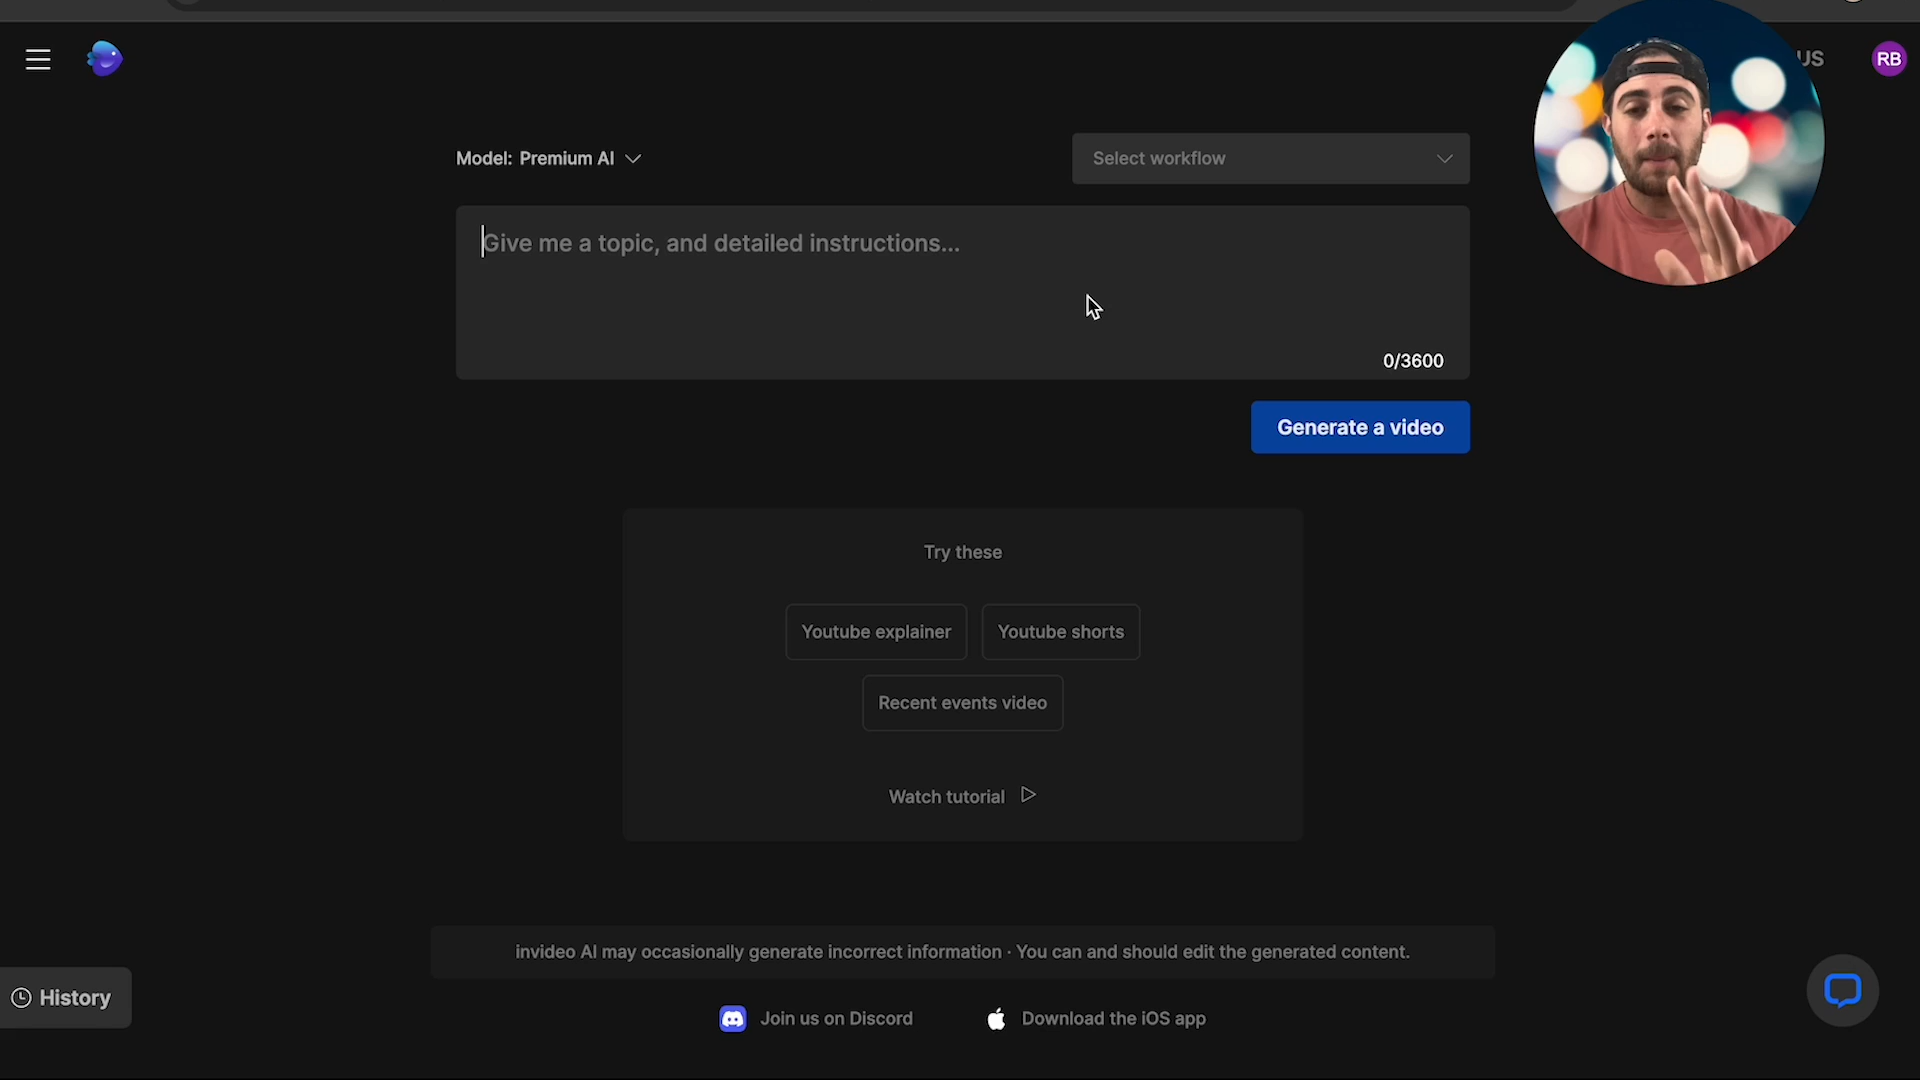 US
RB
Model: Premium AI
Select workflow
Give me a topic, and detailed instructions...
0/3600
Generate a video
Try these
Youtube explainer
Youtube shorts
Recent events video
Watch tutorial
invideo AI may occasionally generate incorrect information · You can and should edit the generated content.
History
Join us on Discord
Download the iOS app